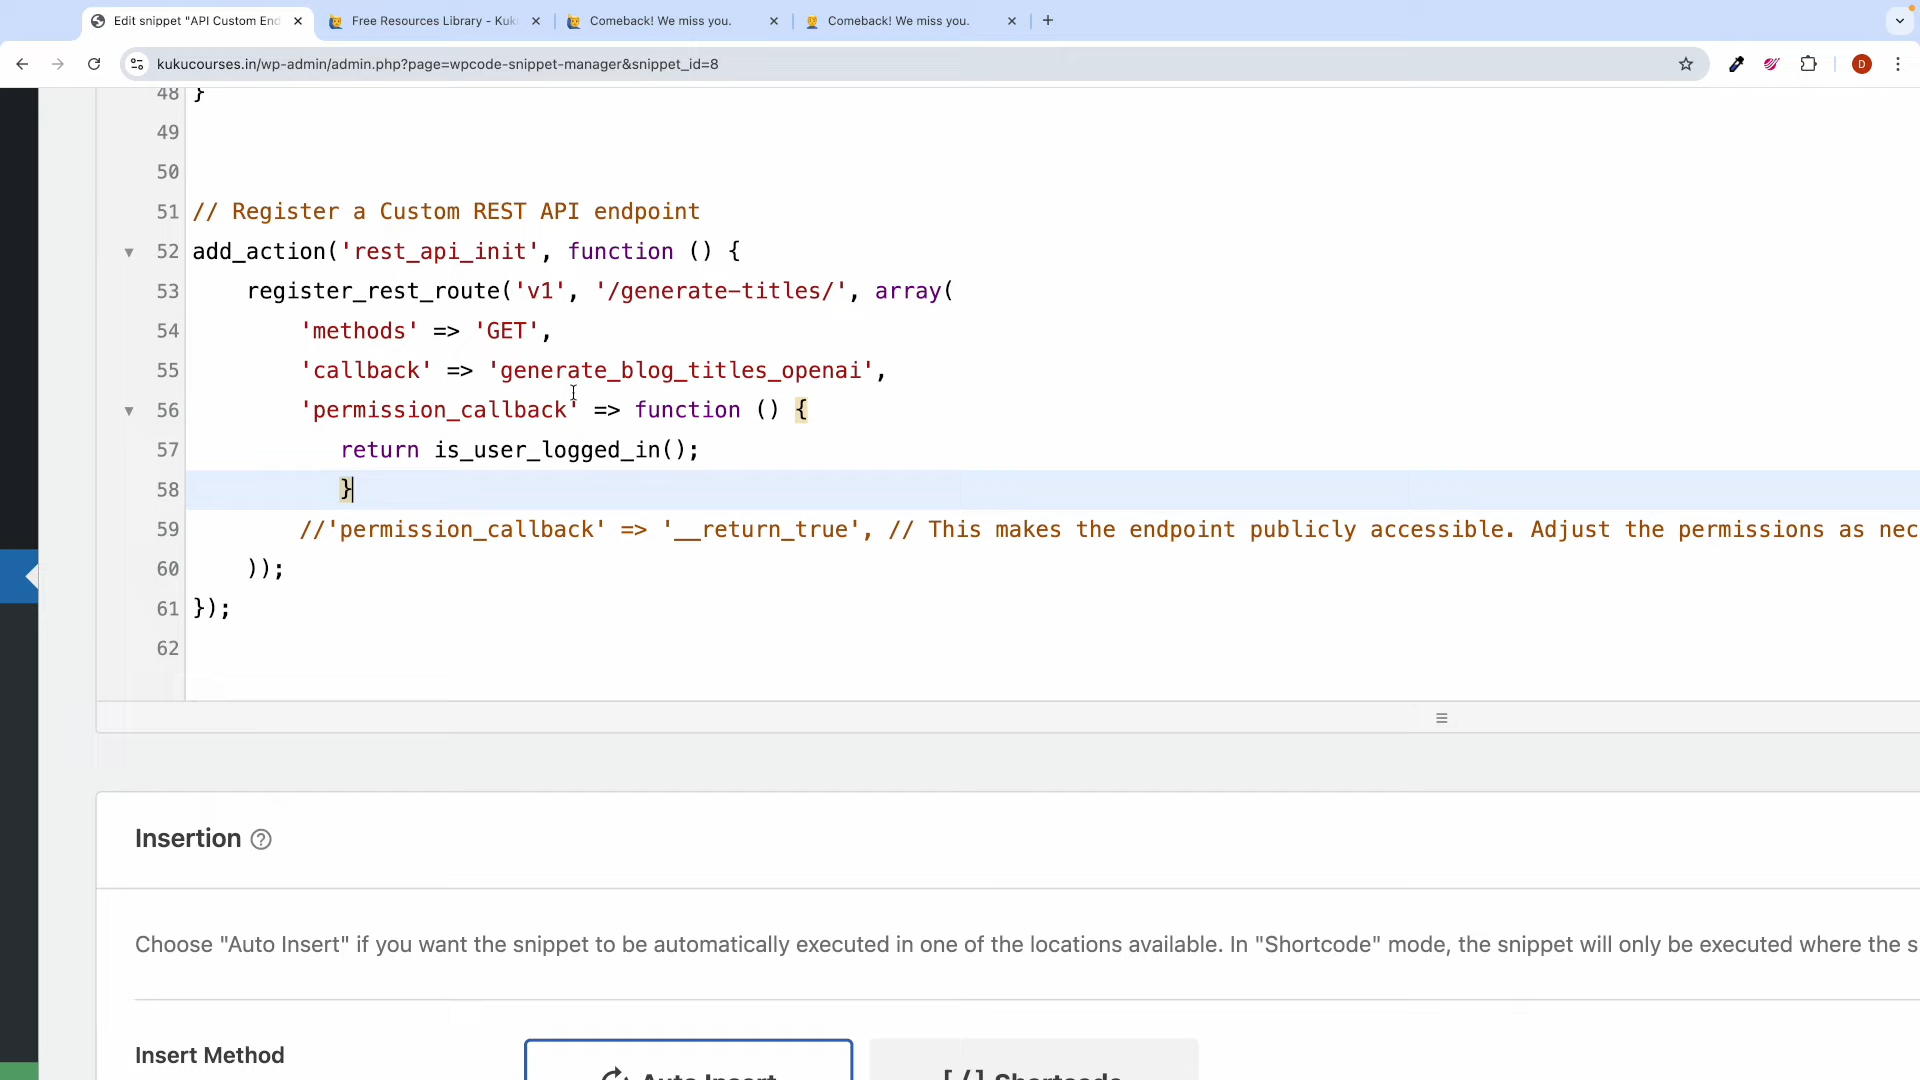 Edit snippet "API Custom End
Free Resources Library - Kuk
Comeback! We miss you.
Comeback! We miss you.
kukucourses.in/wp-admin/admin.php?page=wpcode-snippet-manager&snippet_id=8
D
48 }
49
50
51 // Register a Custom REST API endpoint
52 add_action('rest_api_init', function () {
53 register_rest_route('v1', '/generate-titles/', array(
54 'methods' => 'GET',
55 'callback' => 'generate_blog_titles_openai',
56 'permission_callback' => function () {
57 return is_user_logged_in();
58 }
59 //'permission_callback' => '__return_true', // This makes the endpoint publicly accessible. Adjust the permissions as nec
60 ));
61 });
62
Insertion ?
Choose "Auto Insert" if you want the snippet to be automatically executed in one of the locations available. In "Shortcode" mode, the snippet will only be executed where the s
Insert Method
Auto Insert
[/] Shortcode